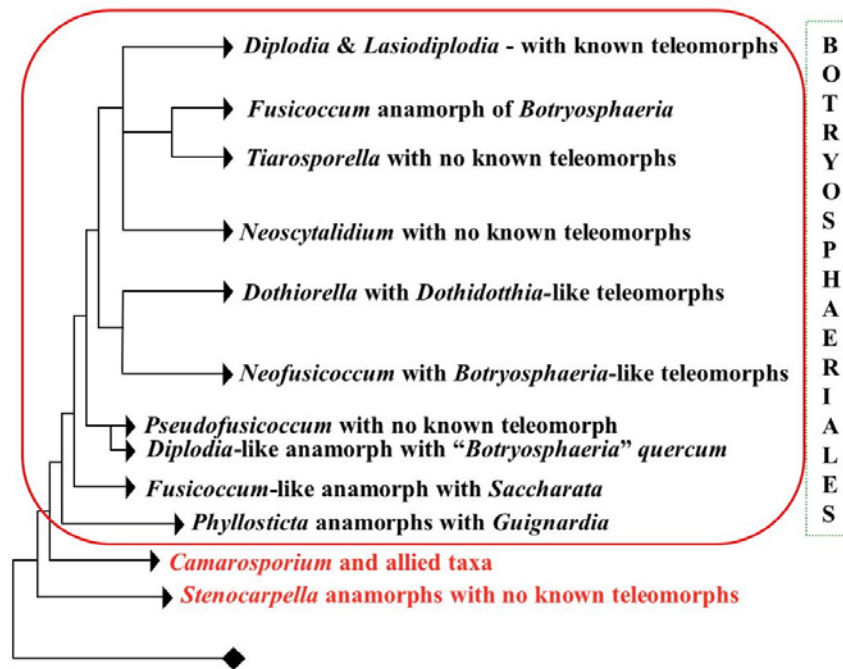 Diplodia & Lasiodiplodia - with known teleomorphs
Fusicoccum anamorph of Botryosphaeria
Tiarosporella with no known teleomorphs
Neoscytalidium with no known teleomorphs
Dothiorella with Dothidotthia-like teleomorphs
Neofusicoccum with Botryosphaeria-like teleomorphs
Pseudofusicoccum with no known teleomorph
Diplodia-like anamorph with “Botryosphaeria” quercum
Fusicoccum-like anamorph with Saccharata
Phyllosticta anamorphs with Guignardia
Camarosporium and allied taxa
Stenocarpella anamorphs with no known teleomorphs
BOTRYOSPHAERIALES